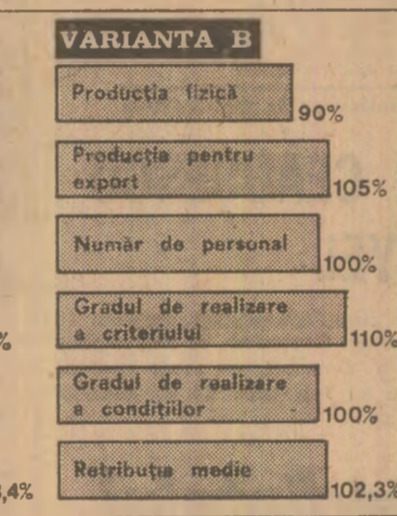 VARIANTA B
Producția fizică
90%
Producția pentru
export
105%
Număr de personal
100%
Gradul de realizare
a criteriului
110%
%
Gradul de realizare
a condițiilor
100%
Retribuția medie
102,3%
,4%